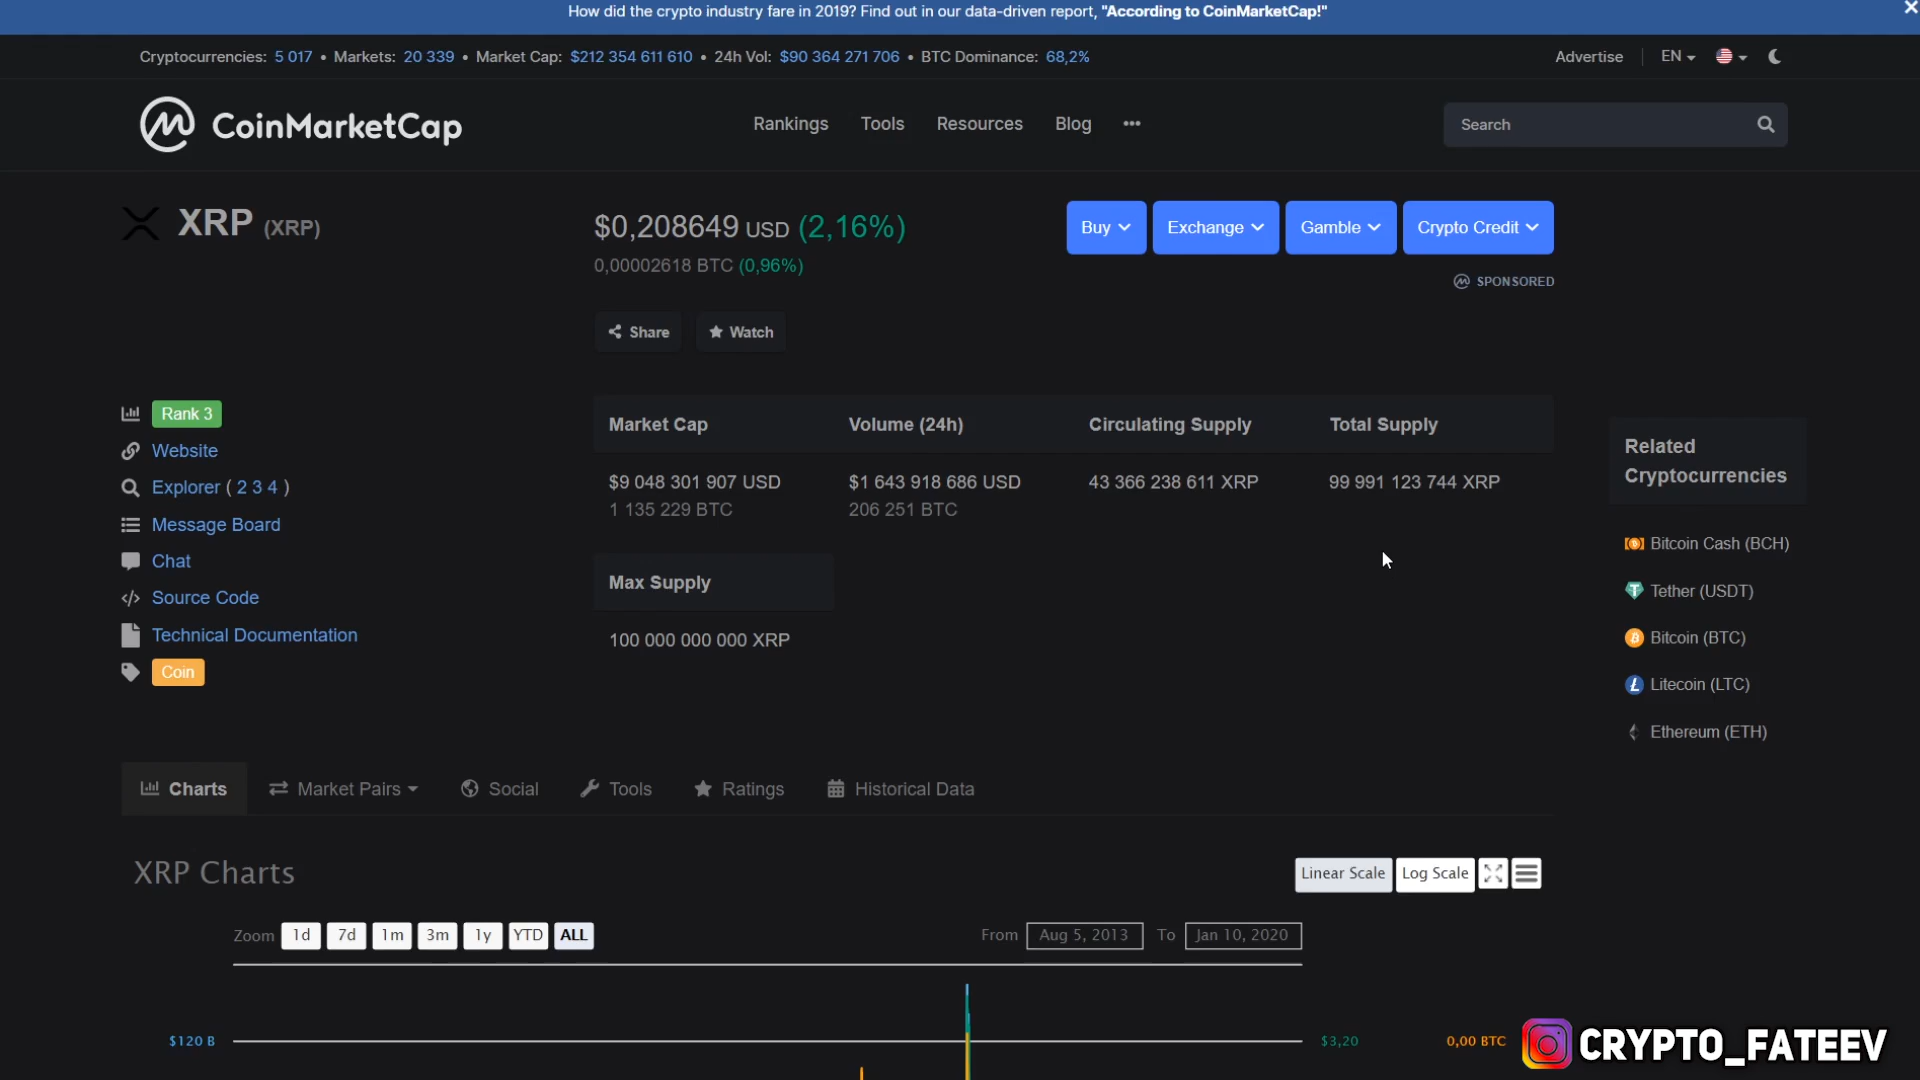 How did the crypto industry fare in 2019? Find out in our data-driven report, "According to CoinMarketCap!"
Cryptocurrencies: 5 017 • Markets: 20 339 • Market Cap: $212 354 611 610 • 24h Vol: $90 364 271 706 • BTC Dominance: 68,2%
Advertise EN
CoinMarketCap
Rankings Tools Resources Blog •••
Search
XRP (XRP)
$0,208649 USD (2,16%)
0,00002618 BTC (0,96%)
Buy Exchange Gamble Crypto Credit
SPONSORED
Share Watch
Rank 3
Website
Explorer ( 2 3 4 )
Message Board
Chat
Source Code
Technical Documentation
Coin
Market Cap Volume (24h) Circulating Supply Total Supply
$9 048 301 907 USD $1 643 918 686 USD 43 366 238 611 XRP 99 991 123 744 XRP
1 135 229 BTC 206 251 BTC
Max Supply
100 000 000 000 XRP
Related
Cryptocurrencies
Bitcoin Cash (BCH)
Tether (USDT)
Bitcoin (BTC)
Litecoin (LTC)
Ethereum (ETH)
Charts Market Pairs Social Tools Ratings Historical Data
XRP Charts
Linear Scale Log Scale
Zoom 1d 7d 1m 3m 1y YTD ALL
From Aug 5, 2013 To Jan 10, 2020
$120 B $3,20 0,00 BTC
CRYPTO_FATEEV